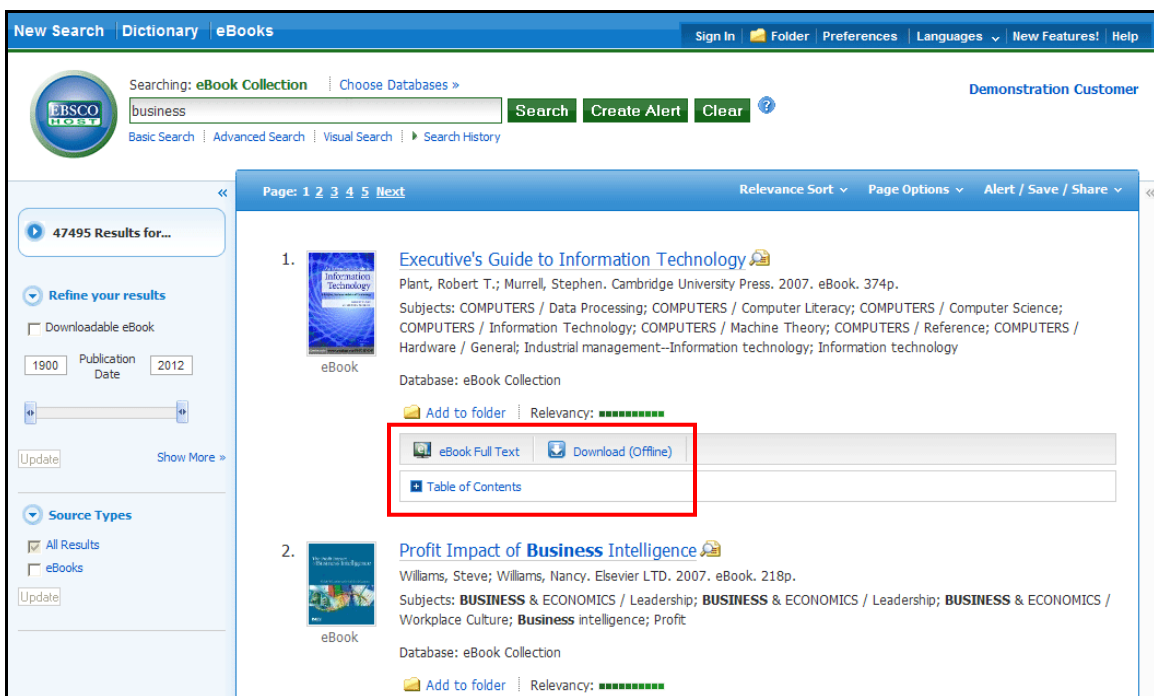 New Search Dictionary eBooks
Sign In Folder Preferences Languages New Features! Help
Searching: eBook Collection Choose Databases »
Demonstration Customer
EBSCO
HOST
business
Search Create Alert Clear ?
Basic Search Advanced Search Visual Search Search History
«
Page: 1 2 3 4 5 Next
Relevance Sort Page Options Alert / Save / Share
«
47495 Results for...
Refine your results
Downloadable eBook
1900 Publication Date 2012
Update Show More »
Source Types
All Results
eBooks
Update
1.
Information
Technology
eBook
Executive's Guide to Information Technology
Plant, Robert T.; Murrell, Stephen. Cambridge University Press. 2007. eBook. 374p.
Subjects: COMPUTERS / Data Processing; COMPUTERS / Computer Literacy; COMPUTERS / Computer Science;
COMPUTERS / Information Technology; COMPUTERS / Machine Theory; COMPUTERS / Reference; COMPUTERS /
Hardware / General; Industrial management--Information technology; Information technology
Database: eBook Collection
Add to folder Relevancy:
eBook Full Text Download (Offline)
Table of Contents
2.
eBook
Profit Impact of Business Intelligence
Williams, Steve; Williams, Nancy. Elsevier LTD. 2007. eBook. 218p.
Subjects: BUSINESS & ECONOMICS / Leadership; BUSINESS & ECONOMICS / Leadership; BUSINESS & ECONOMICS /
Workplace Culture; Business intelligence; Profit
Database: eBook Collection
Add to folder Relevancy: